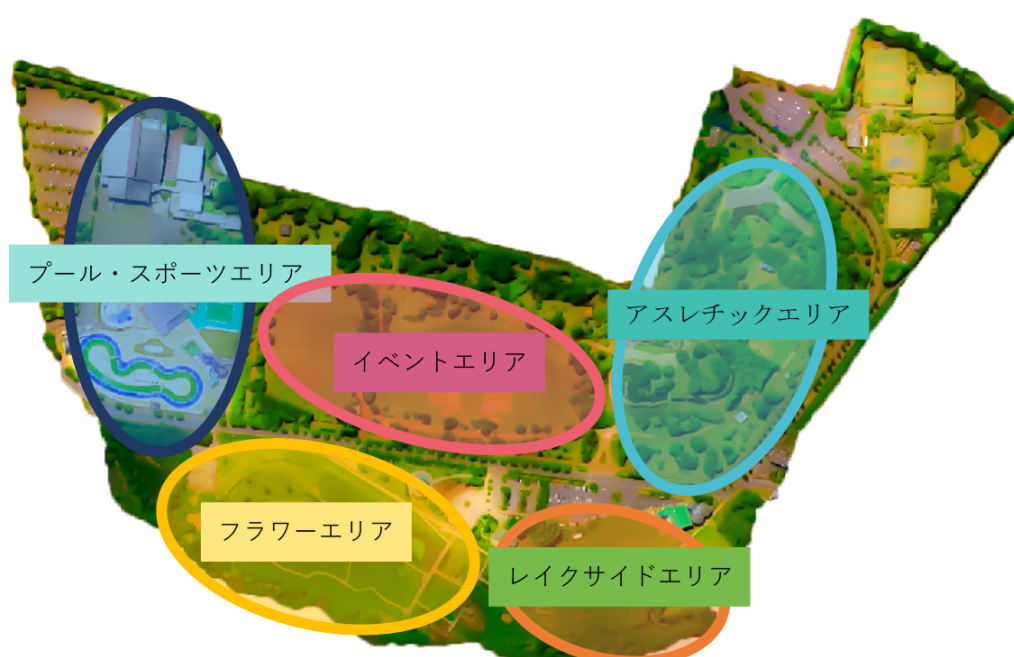 プール・スポーツエリア
アスレチックエリア
イベントエリア
フラワーエリア
レイクサイドエリア